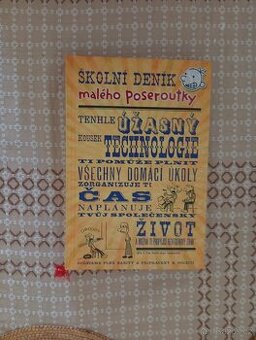 ŠKOLNÍ DENÍK
malého poseroutky
TENHLE ÚŽASNÝ
KOUSEK TECHNOLOGIE
TI POMŮŽE PLNIT
VŠECHNY DOMÁCÍ ÚKOLY
ZORGANIZUJE TI
ČAS
NAPLÁNUJE
TVŮJ SPOLEČENSKÝ
ŽIVOT